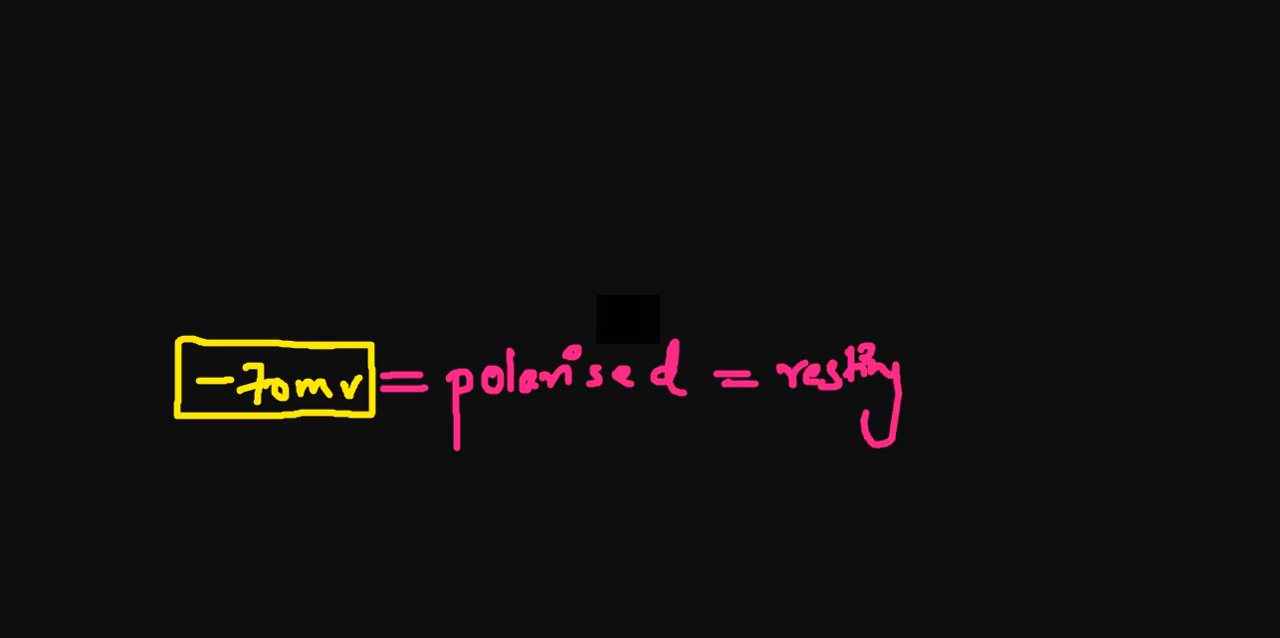 -70mv = polarised = resting